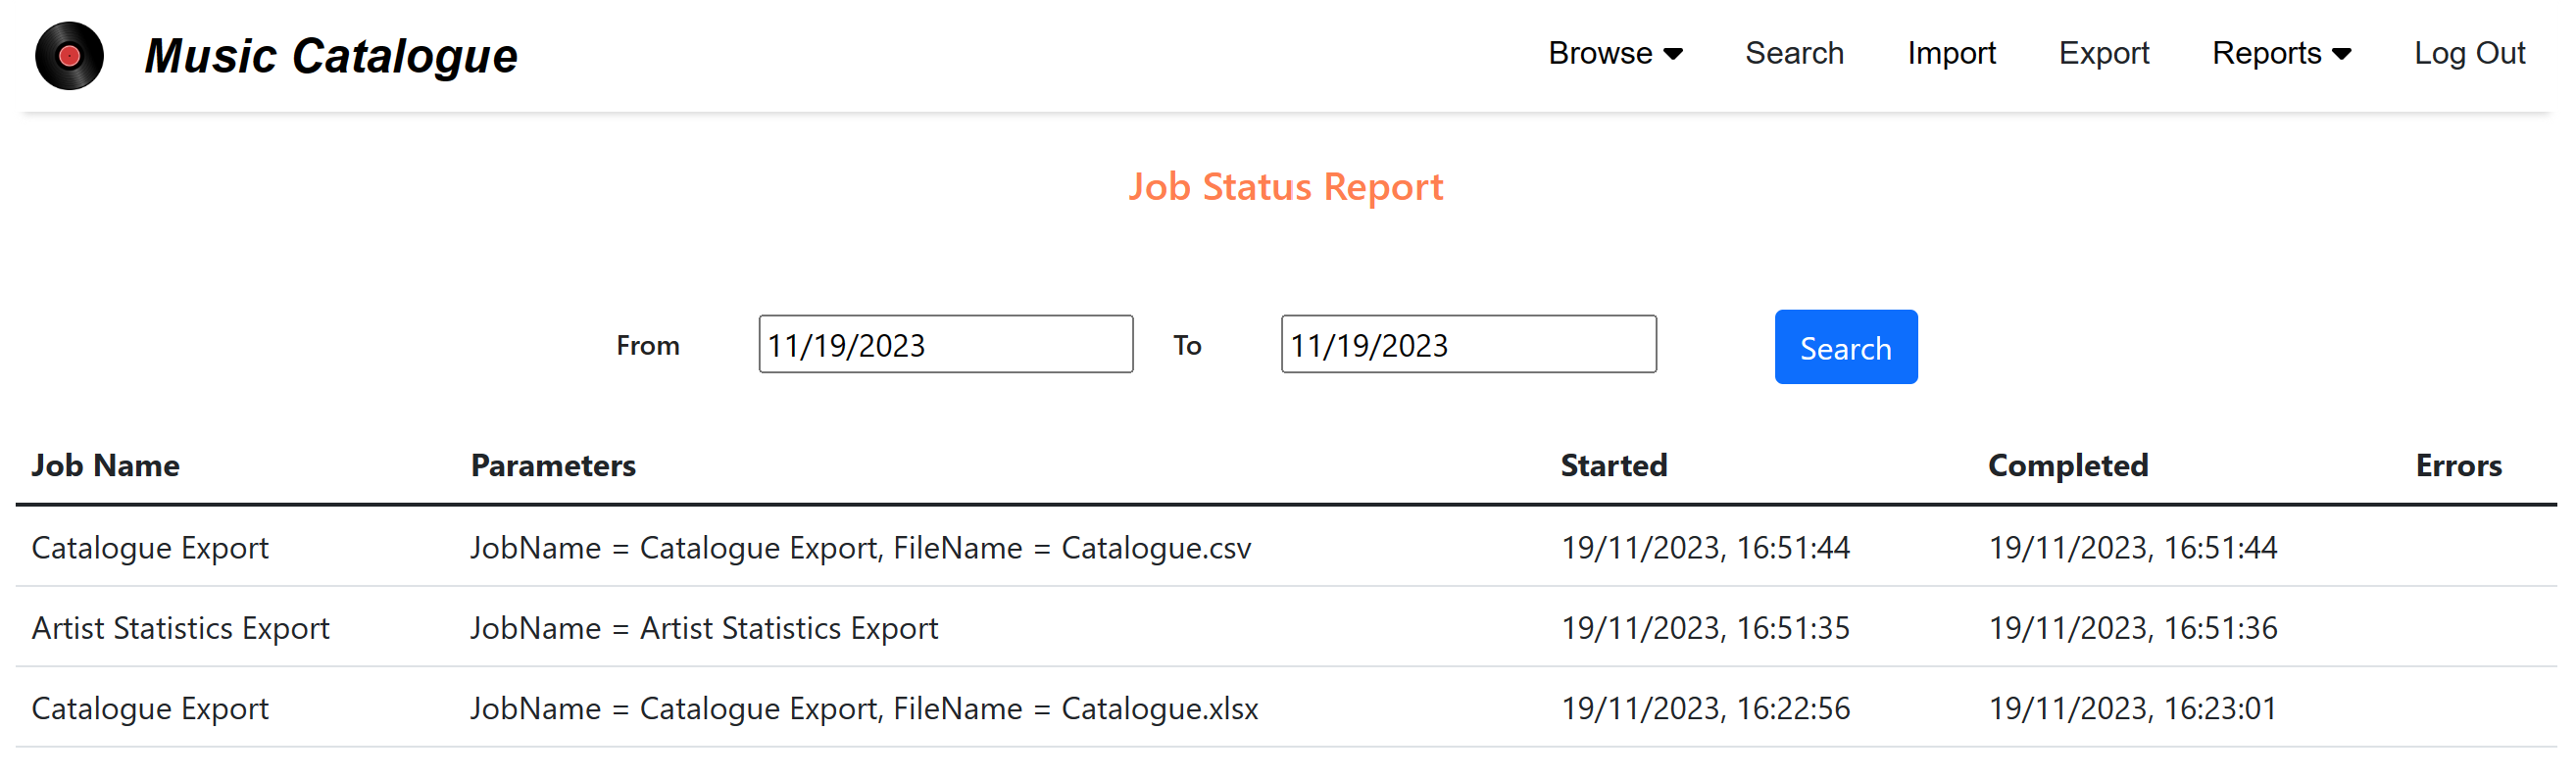 Music Catalogue Browse Search Import Export Reports Log Out
Job Status Report
From 11/19/2023 To 11/19/2023 Search
Job Name Parameters Started Completed Errors
Catalogue Export JobName = Catalogue Export, FileName = Catalogue.csv 19/11/2023, 16:51:44 19/11/2023, 16:51:44
Artist Statistics Export JobName = Artist Statistics Export 19/11/2023, 16:51:35 19/11/2023, 16:51:36
Catalogue Export JobName = Catalogue Export, FileName = Catalogue.xlsx 19/11/2023, 16:22:56 19/11/2023, 16:23:01